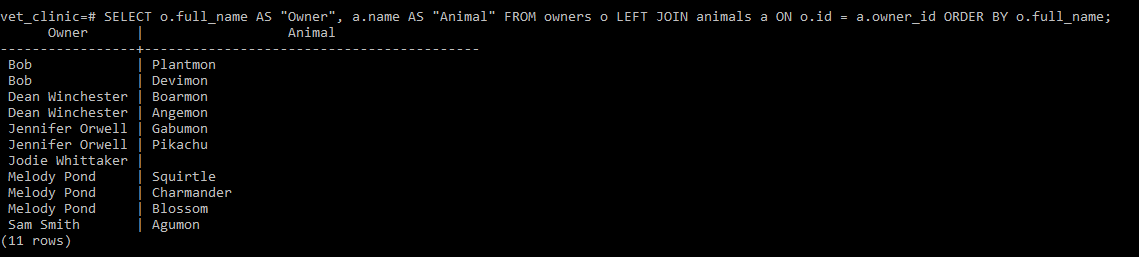 vet_clinic=# SELECT o.full_name AS "Owner", a.name AS "Animal" FROM owners o LEFT JOIN animals a ON o.id = a.owner_id ORDER BY o.full_name;
      Owner      |                  Animal
-----------------+------------------------------------------
 Bob             | Plantmon
 Bob             | Devimon
 Dean Winchester | Boarmon
 Dean Winchester | Angemon
 Jennifer Orwell | Gabumon
 Jennifer Orwell | Pikachu
 Jodie Whittaker |
 Melody Pond     | Squirtle
 Melody Pond     | Charmander
 Melody Pond     | Blossom
 Sam Smith       | Agumon
(11 rows)